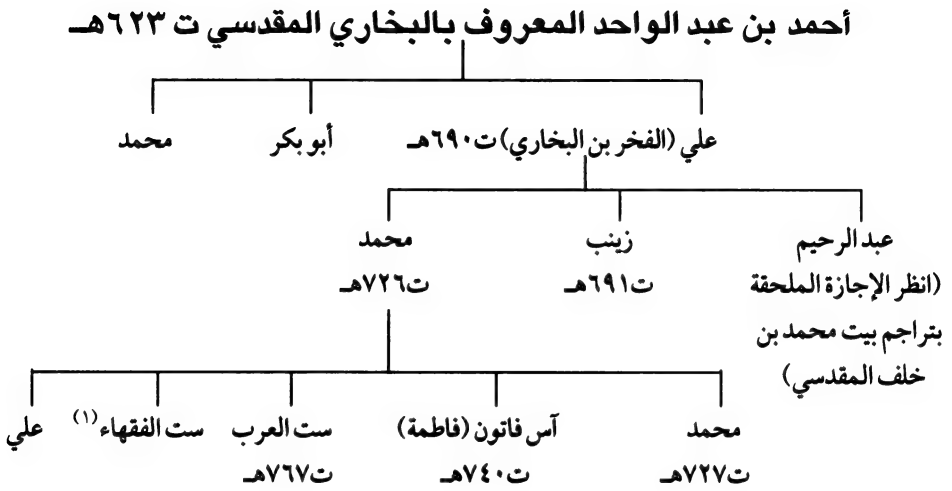 أحمد بن عبد الواحد المعروف بالبخاري المقدسي ت ٦٢٣هـ
علي (الفخر بن البخاري) ت٦٩٠هـ أبو بكر محمد
عبد الرحيم زينب محمد
(انظر الإجازة الملحقة ت٦٩١هـ ت٧٢٦هـ
بتراجم بيت محمد بن
خلف المقدسي)
محمد آس فاتون (فاطمة) ست العرب ست الفقهاء (١) علي
ت٧٢٧هـ ت٧٤٠هـ ت٧٦٧هـ